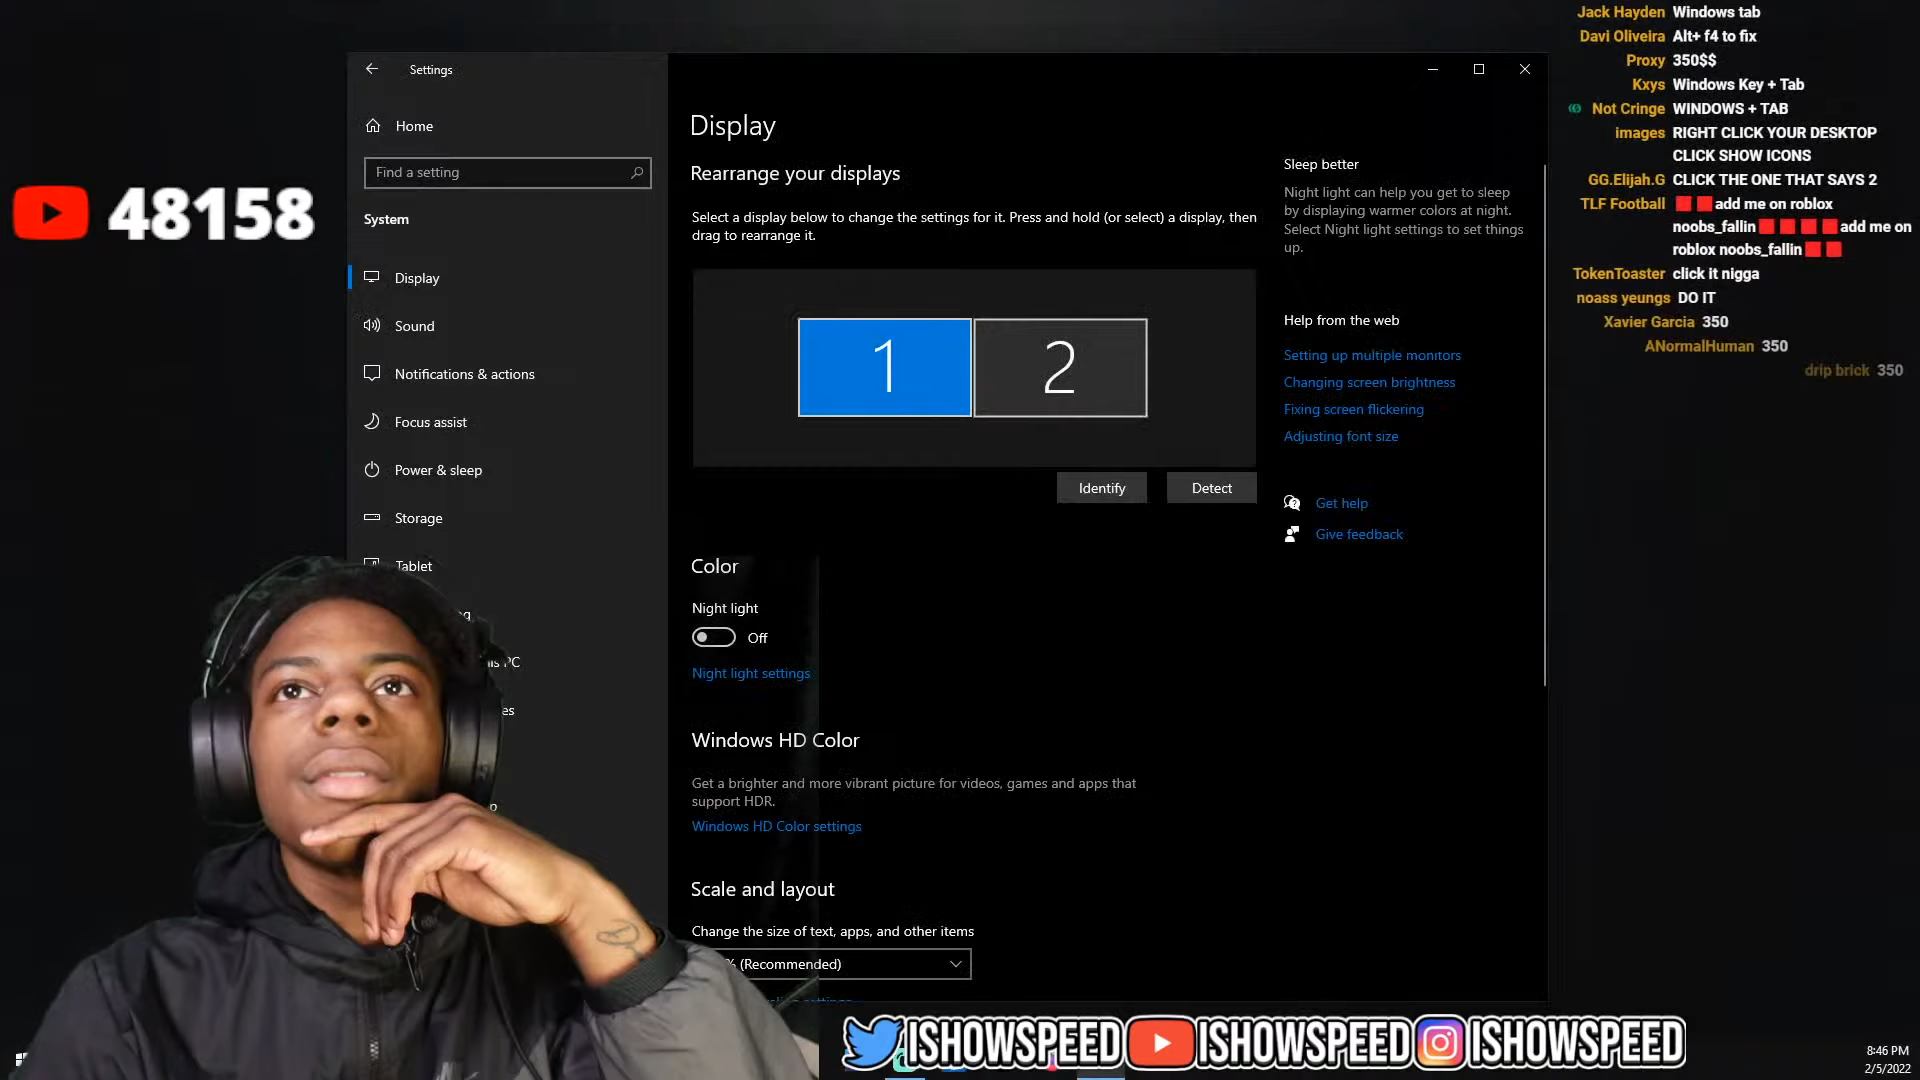 Settings
Home
Find a setting
System
Display
Sound
Notifications & actions
Focus assist
Power & sleep
Storage
Tablet
g
is PC
es
p
48158
Display
Rearrange your displays
Select a display below to change the settings for it. Press and hold (or select) a display, then
drag to rearrange it.
1
2
Identify
Detect
Color
Night light
Off
Night light settings
Windows HD Color
Get a brighter and more vibrant picture for videos, games and apps that
support HDR.
Windows HD Color settings
Scale and layout
Change the size of text, apps, and other items
% (Recommended)
Sleep better
Night light can help you get to sleep
by displaying warmer colors at night.
Select Night light settings to set things
up.
Help from the web
Setting up multiple monitors
Changing screen brightness
Fixing screen flickering
Adjusting font size
Get help
Give feedback
Jack Hayden Windows tab
Davi Oliveira Alt+ f4 to fix
Proxy 350$$
Kxys Windows Key + Tab
Not Cringe WINDOWS + TAB
images RIGHT CLICK YOUR DESKTOP
CLICK SHOW ICONS
GG.Elijah.G CLICK THE ONE THAT SAYS 2
TLF Football add me on roblox
noobs_fallin add me on
roblox noobs_fallin
TokenToaster click it nigga
noass yeungs DO IT
Xavier Garcia 350
ANormalHuman 350
drip brick 350
ISHOWSPEED ISHOWSPEED ISHOWSPEED
8:46 PM
2/5/2022